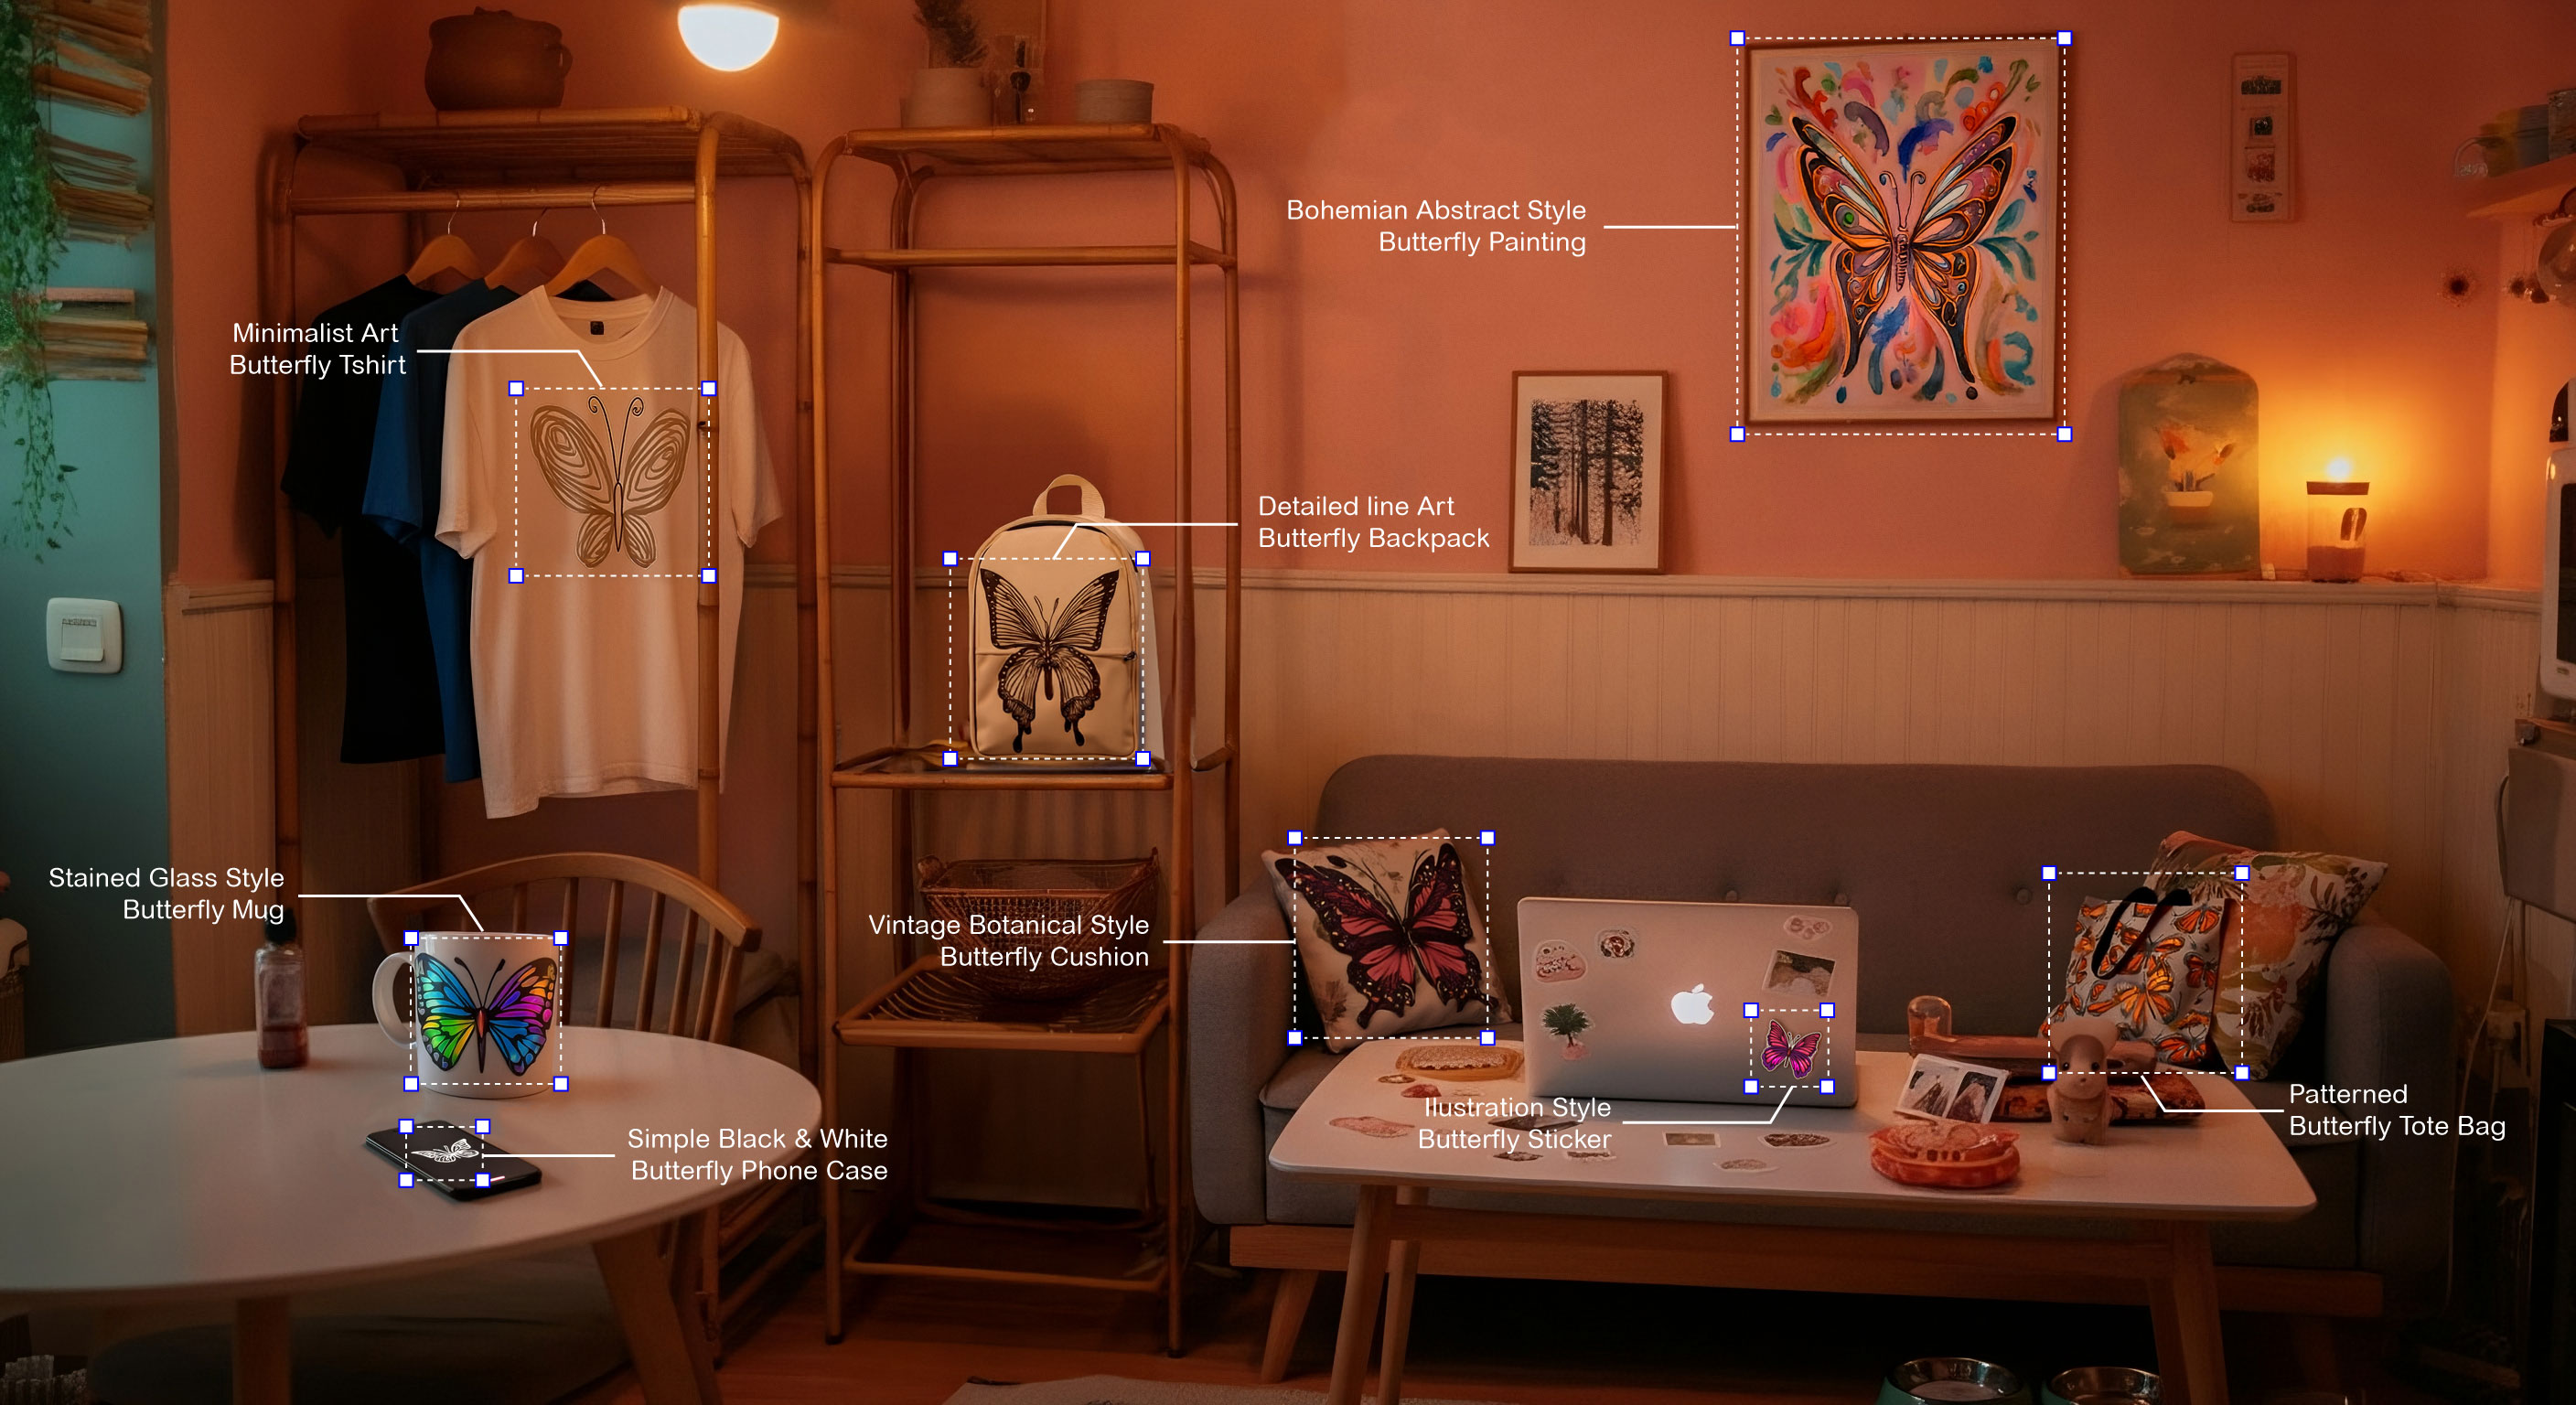 Bohemian Abstract Style
Butterfly Painting
Minimalist Art
Butterfly Tshirt
Detailed line Art
Butterfly Backpack
Stained Glass Style
Butterfly Mug
Vintage Botanical Style
Butterfly Cushion
Ilustration Style
Butterfly Sticker
Patterned
Butterfly Tote Bag
Simple Black & White
Butterfly Phone Case